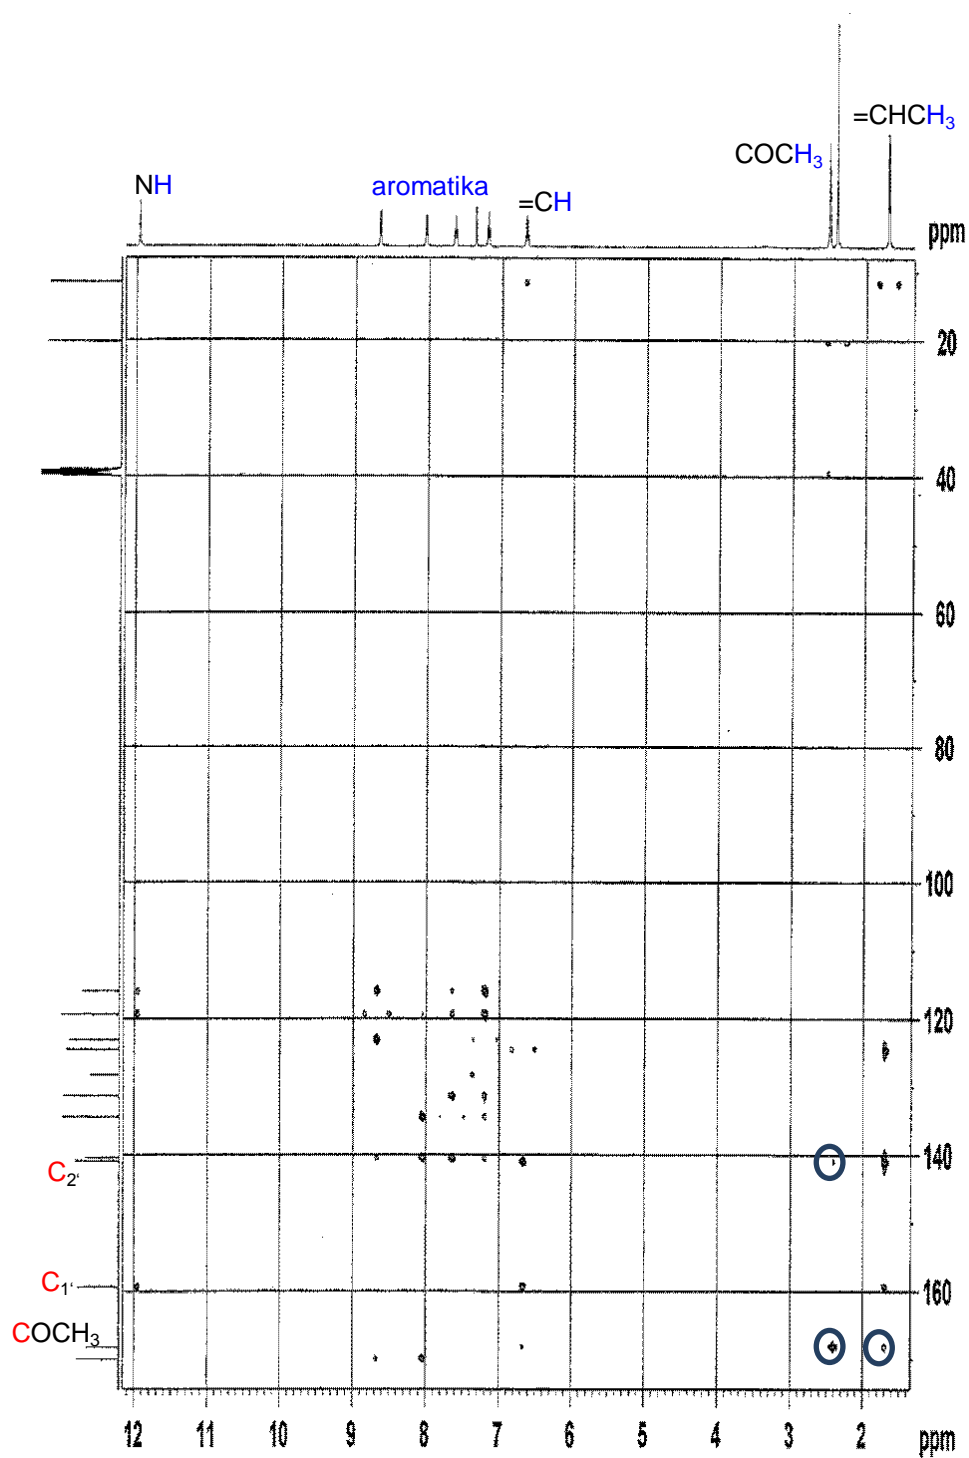 =CHCH₃
COCH₃
NH
aromatika
=CH
ppm
20
40
60
80
100
120
140
C₂'
160
C₁'
COCH₃
12 11 10 9 8 7 6 5 4 3 2 ppm